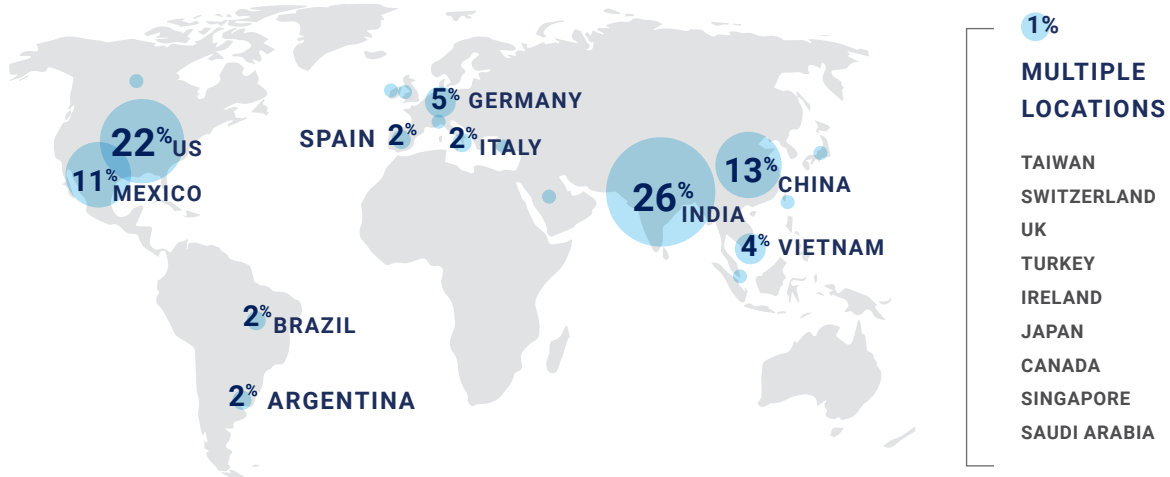 22% US
11% MEXICO
SPAIN 2%
5% GERMANY
2% ITALY
26% INDIA
13% CHINA
4% VIETNAM
2% BRAZIL
2% ARGENTINA
1%
MULTIPLE
LOCATIONS
TAIWAN
SWITZERLAND
UK
TURKEY
IRELAND
JAPAN
CANADA
SINGAPORE
SAUDI ARABIA